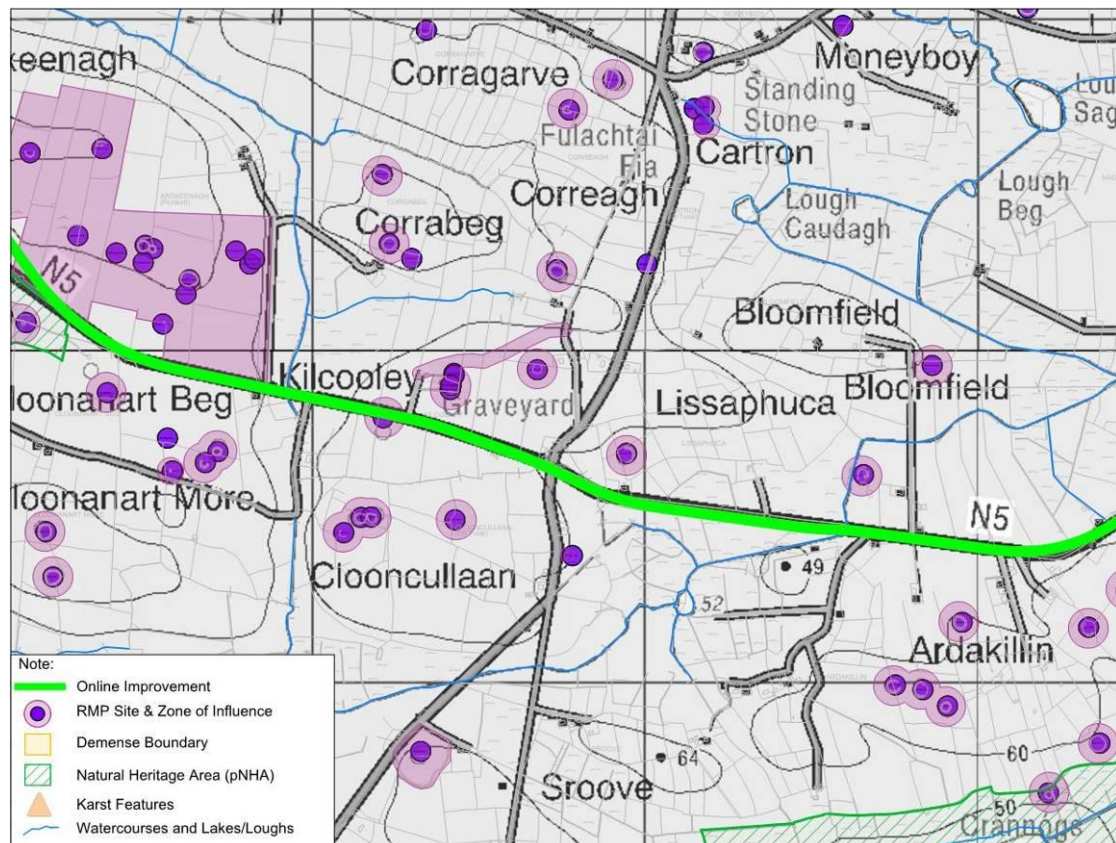 keenagh
Corragarve
Moneyboy
Standing
Stone
Fulachtaí
Fia
Cartron
Correagh
Corrabeg
Lough
Caudagh
Lough
Beg
Lou
Sag
N5
Bloomfield
Kilcooley
Graveyard
Lissaphuca
Bloomfield
loonanart Beg
loonanart More
N5
Clooncullaan
49
52
Ardakillin
Sroove
64
60
50
Crannógs
Note:
Online Improvement
RMP Site & Zone of Influence
Demense Boundary
Natural Heritage Area (pNHA)
Karst Features
Watercourses and Lakes/Loughs